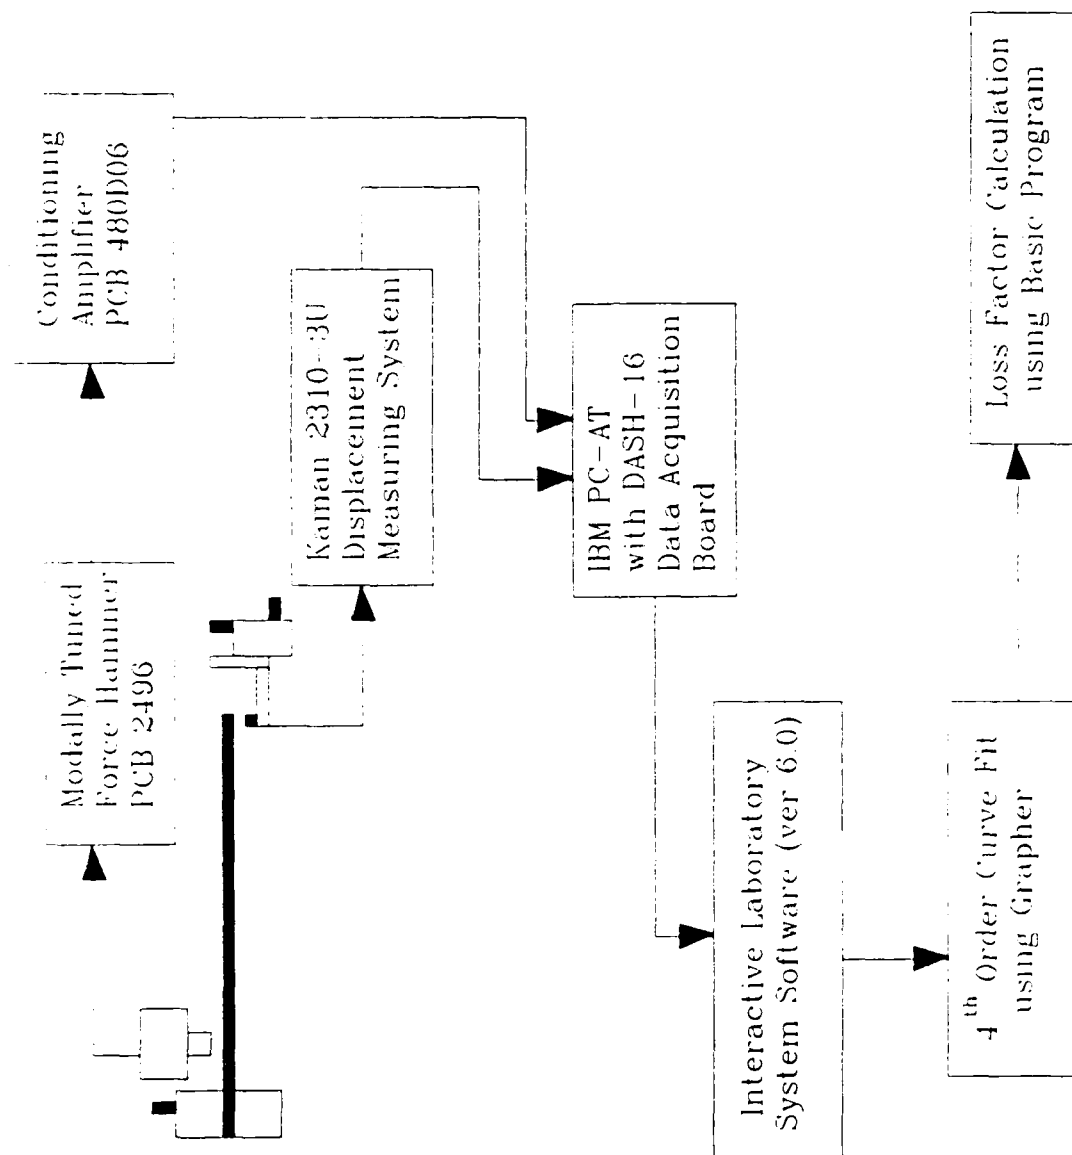 Modally Tuned
Force Hammer
PCB 2496
Conditioning
Amplifier
PCB 480D06
Kaman 2310-3U
Displacement
Measuring System
IBM PC-AT
with DASH-16
Data Acquisition
Board
Interactive Laboratory
System Software (ver 6.0)
4th Order Curve Fit
using Grapher
Loss Factor Calculation
using Basic Program